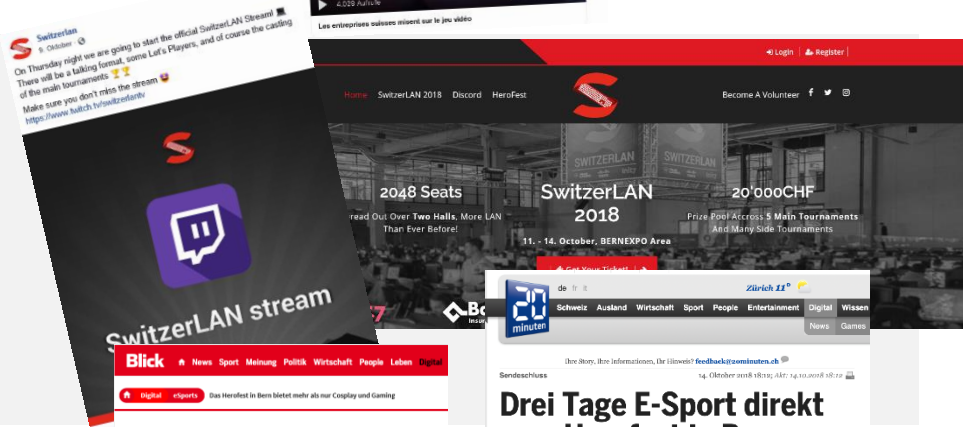 4,029 Aufrufe
Les entreprises suisses misent sur le jeu vidéo
Switzerlan
9. Oktober
On Thursday night we are going to start the official SwitzerLAN Stream!
There will be a talking format, some Let's Players, and of course the casting
of the main tournaments
Make sure you don't miss the stream
https://www.twitch.tv/switzerlantv
SwitzerLAN stream
Login | Register |
Home SwitzerLAN 2018 Discord HeroFest
Become A Volunteer
SWITZERLAN
SWITZERLAN
2048 Seats
read Out Over Two Halls, More LAN
Than Ever Before!
SwitzerLAN
2018
11. - 14. October, BERNEXPO Area
Get Your Ticket!
20'000CHF
Prize Pool Accross 5 Main Tournaments
And Many Side Tournaments
Blick News Sport Meinung Politik Wirtschaft People Leben Digital
Digital eSports Das Herofest in Bern bietet mehr als nur Cosplay und Gaming
20
minuten
de fr it
Zürich 11°
Schweiz Ausland Wirtschaft Sport People Entertainment Digital Wissen
News Games
Ihre Story, Ihre Informationen, Ihr Hinweis? feedback@20minuten.ch
Sendeschluss
14. Oktober 2018 18:12; Akt: 14.10.2018 18:12
Drei Tage E-Sport direkt